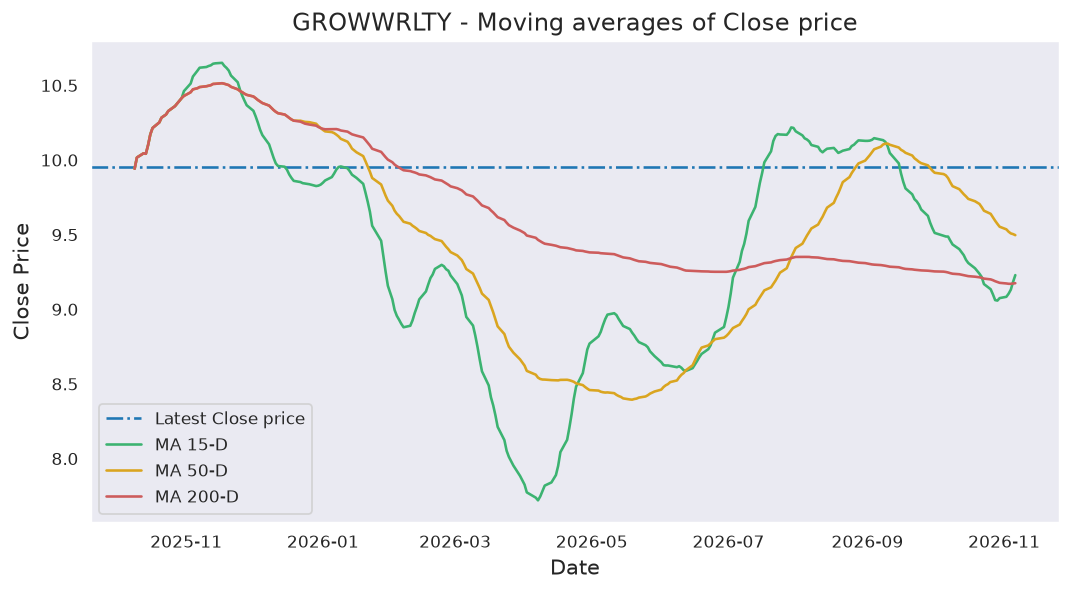 GROWWRLTY - Moving averages of Close price
Close Price
10.5
10.0
9.5
9.0
8.5
8.0
Latest Close price
MA 15-D
MA 50-D
MA 200-D
2025-11 2026-01 2026-03 2026-05 2026-07 2026-09 2026-11
Date